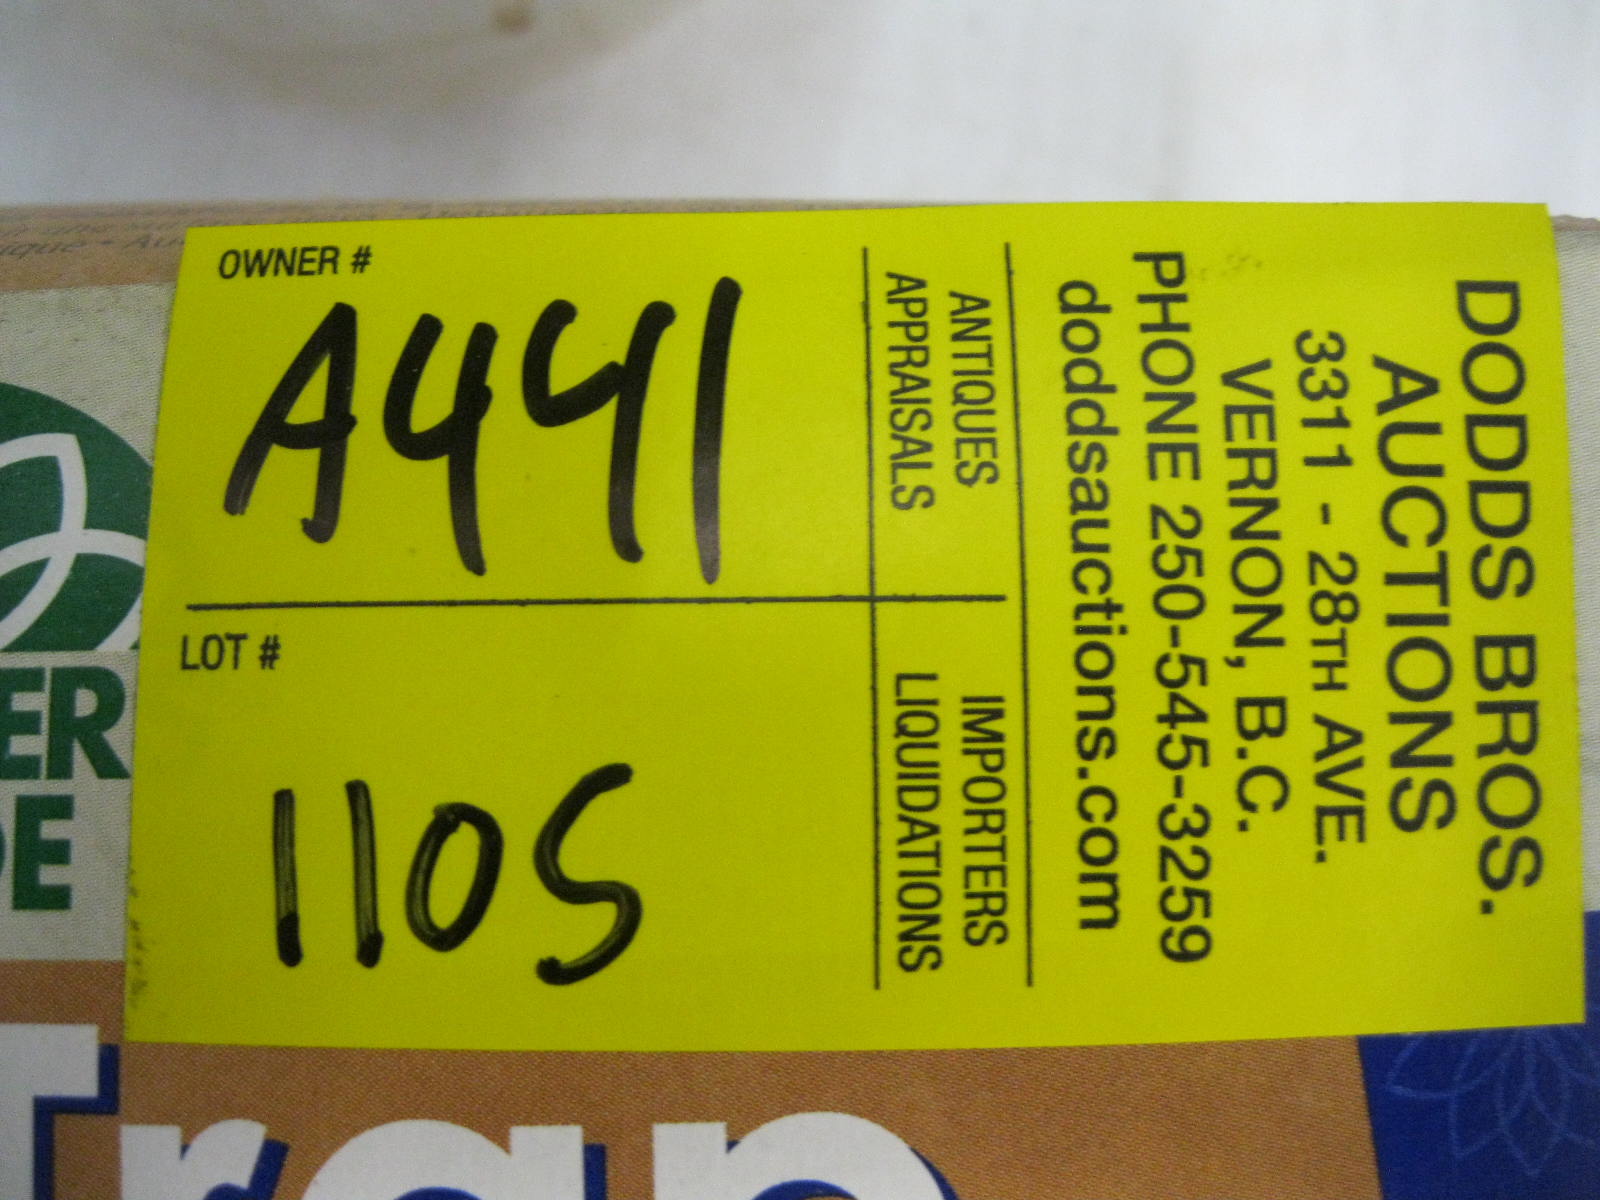 OWNER #
A441
LOT #
1105
ANTIQUES
APPRAISALS
IMPORTERS
LIQUIDATIONS
DODDS BROS.
AUCTIONS
3311 - 28TH AVE.
VERNON, B.C.
PHONE 250-545-3259
doddsauctions.com
ER
DE
Trap